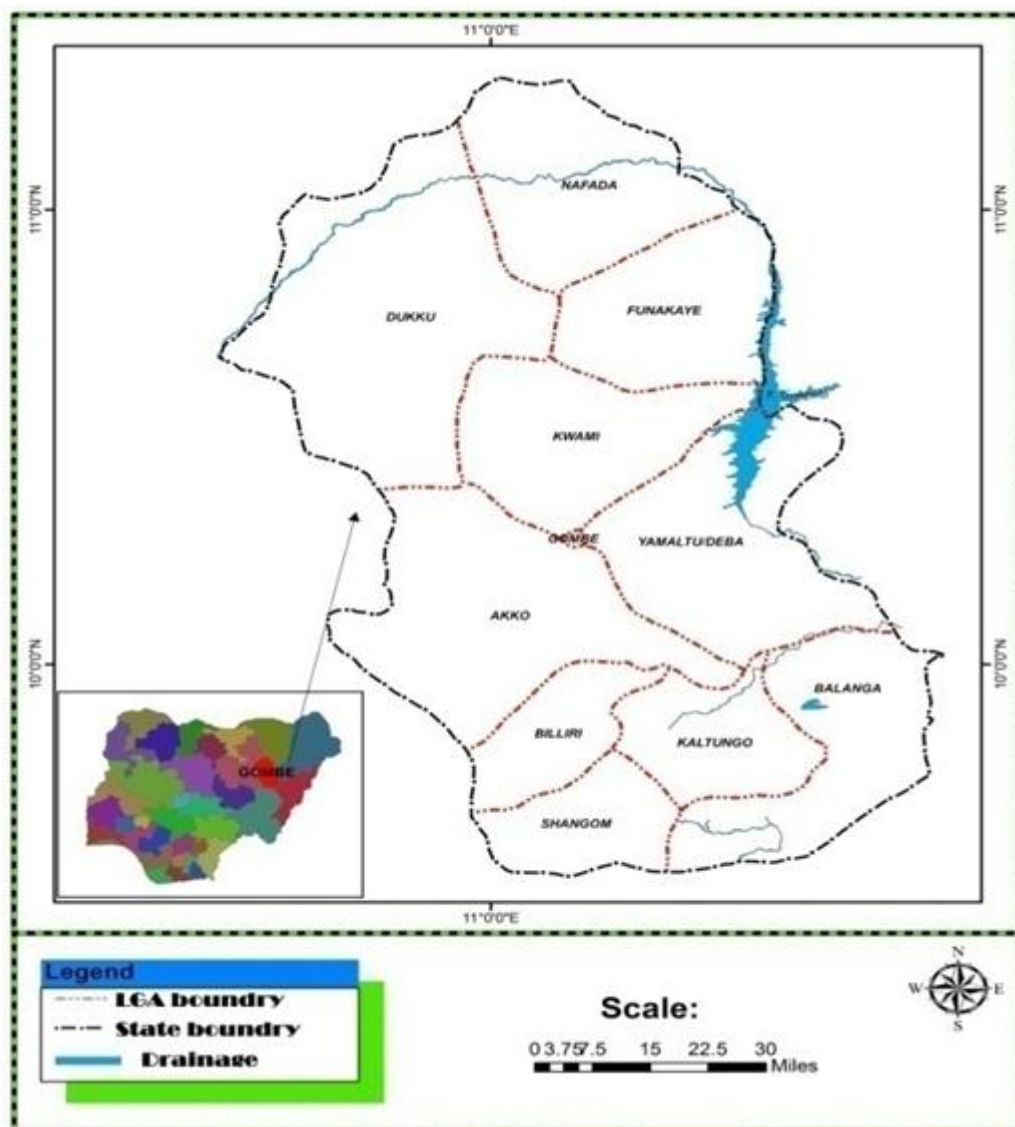 11°0'0"E
11°0'0"N
11°0'0"N
NAFADA
DUKKU
FUNAKAYE
KWAMI
GOMBE
YAMALTU/DEBA
AKKO
10°0'0"N
10°0'0"N
BALANGA
BILLIRI
KALTUNGO
GOMBE
SHANGOM
11°0'0"E
Legend
LGA boundry
State boundry
Drainage
Scale:
0 3.75 7.5 15 22.5 30
Miles
N
W E
S